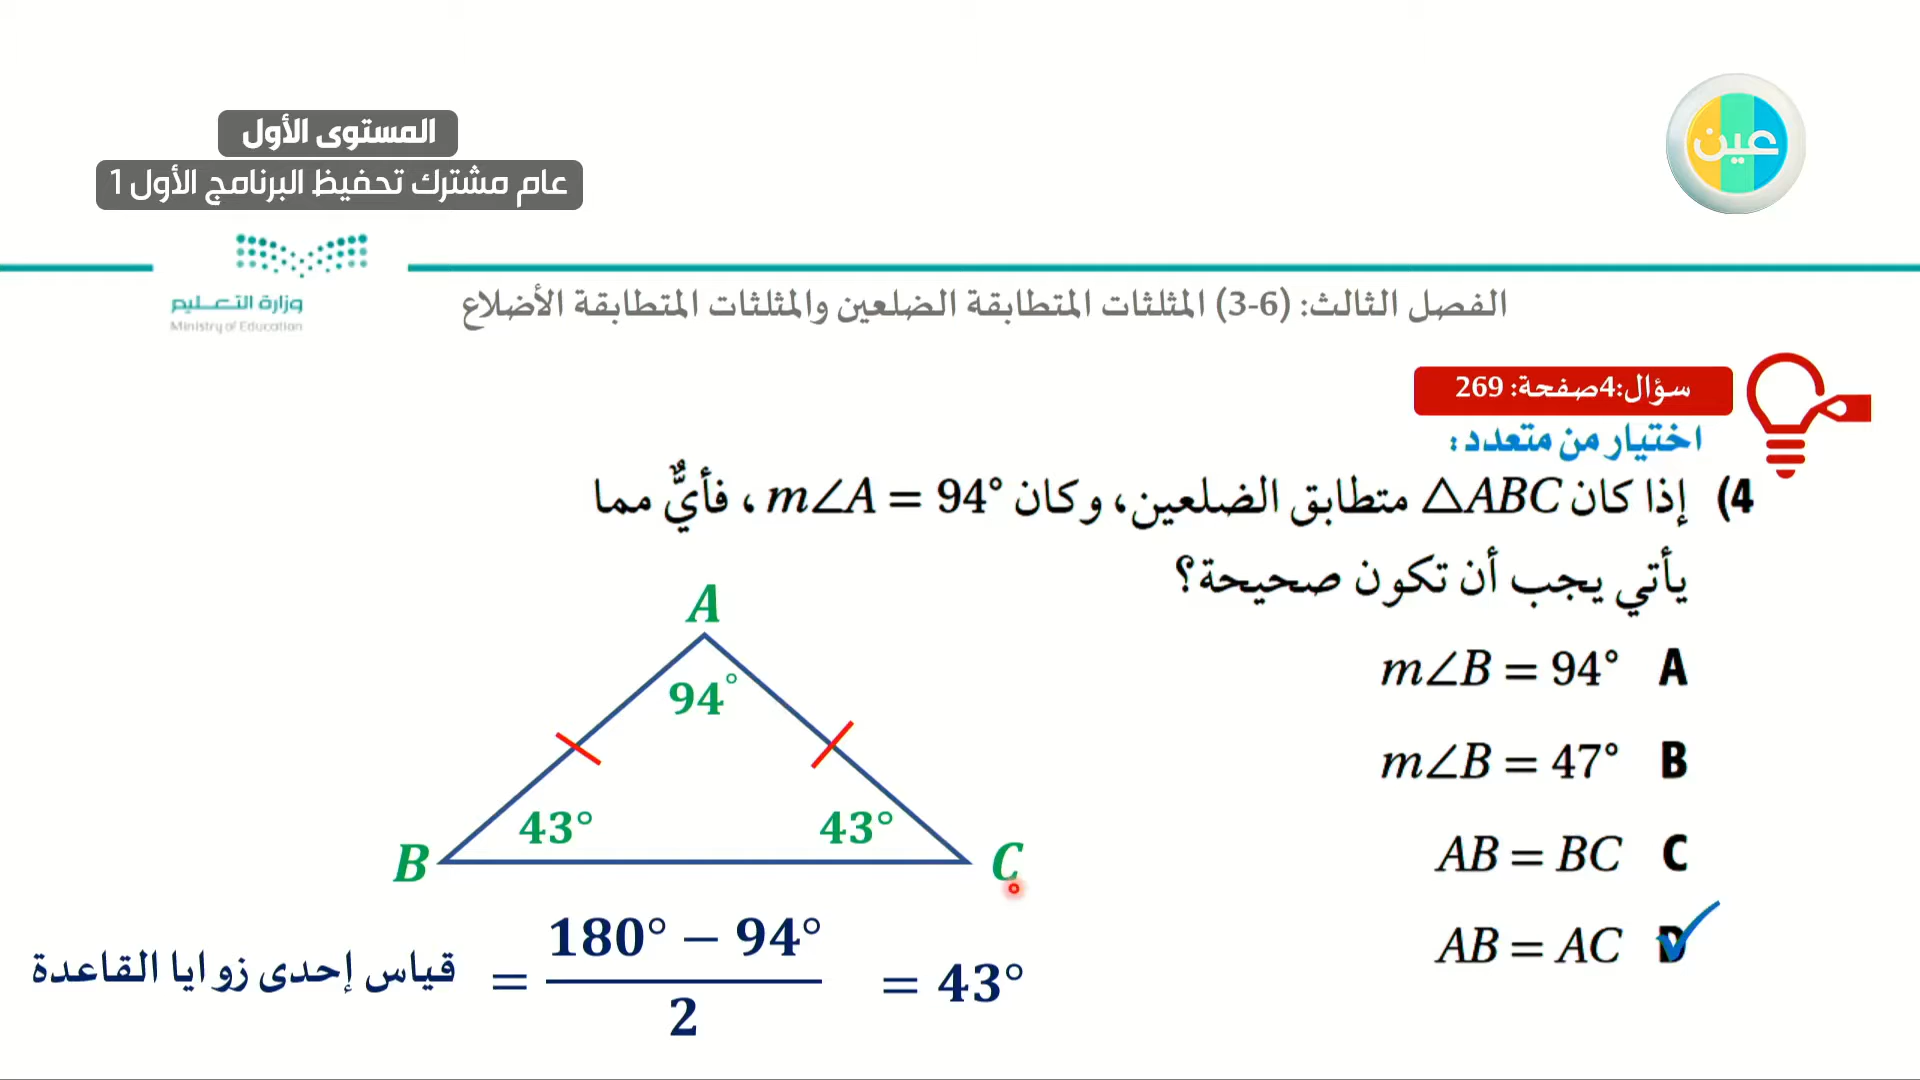 المستوى الأول
عام مشترك تحفيظ البرنامج الأول 1
عين
وزارة التعليم
Ministry of Education
الفصل الثالث: (6-3) المثلثات المتطابقة الضلعين والمثلثات المتطابقة الأضلاع
سؤال:4صفحة: 269
اختيار من متعدد :
4) إذا كان △ABC متطابق الضلعين، وكان m∠A = 94° ، فأيٌّ مما
يأتي يجب أن تكون صحيحة؟
A m∠B = 94°
B m∠B = 47°
C AB = BC
D AB = AC
A
94°
43° 43°
B C
قياس إحدى زوايا القاعدة = (180° − 94°) / 2 = 43°